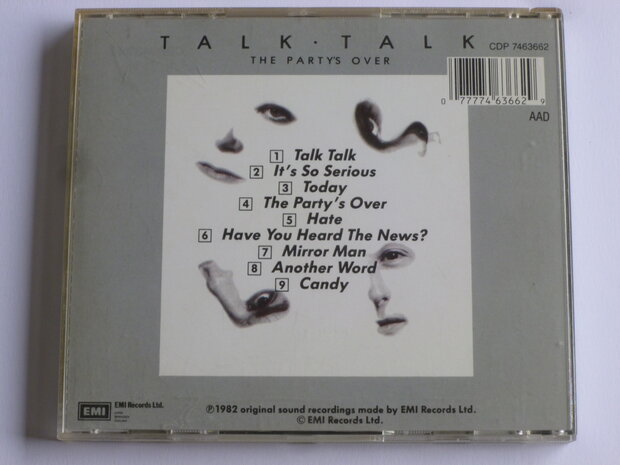 TALK · TALK
CDP 7463662
THE PARTY'S OVER
0 77774 63662 9
AAD
1 Talk Talk
2 It's So Serious
3 Today
4 The Party's Over
5 Hate
6 Have You Heard The News?
7 Mirror Man
8 Another Word
9 Candy
EMI EMI Records Ltd.
℗ 1982 original sound recordings made by EMI Records Ltd.
© EMI Records Ltd.